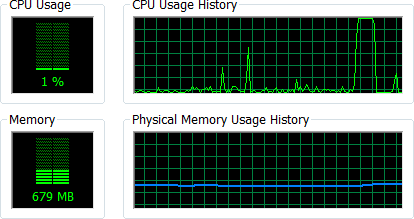 CPU Usage
CPU Usage History
1 %
Memory
Physical Memory Usage History
679 MB